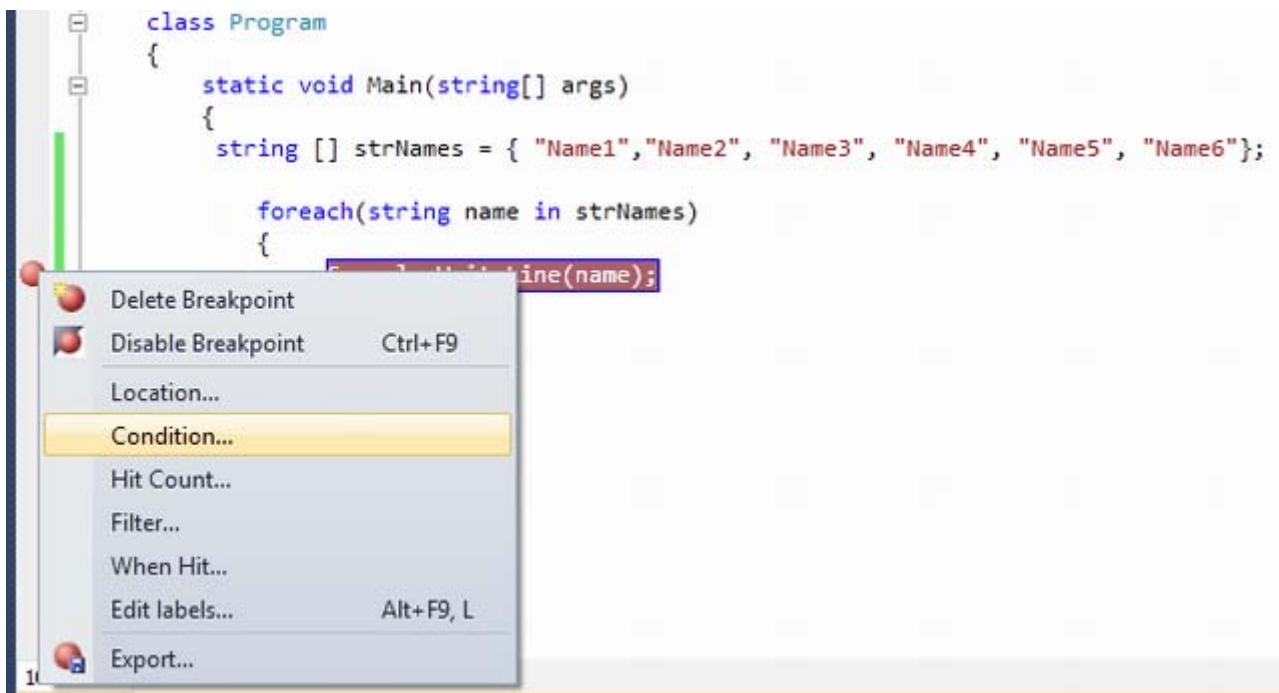 class Program
{
static void Main(string[] args)
{
string [] strNames = { "Name1","Name2", "Name3", "Name4", "Name5", "Name6"};
foreach(string name in strNames)
{
ine(name);
Delete Breakpoint
Disable Breakpoint Ctrl+F9
Location...
Condition...
Hit Count...
Filter...
When Hit...
Edit labels... Alt+F9, L
Export...